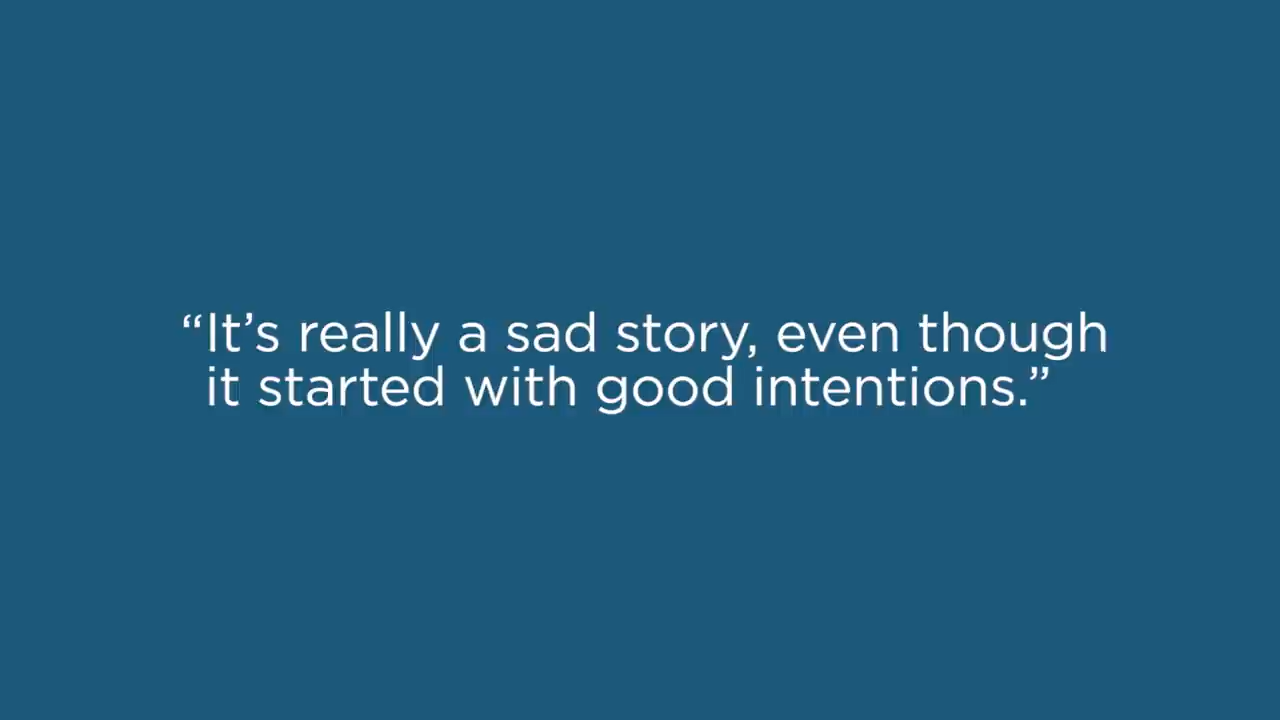 “It’s really a sad story, even though
it started with good intentions.”